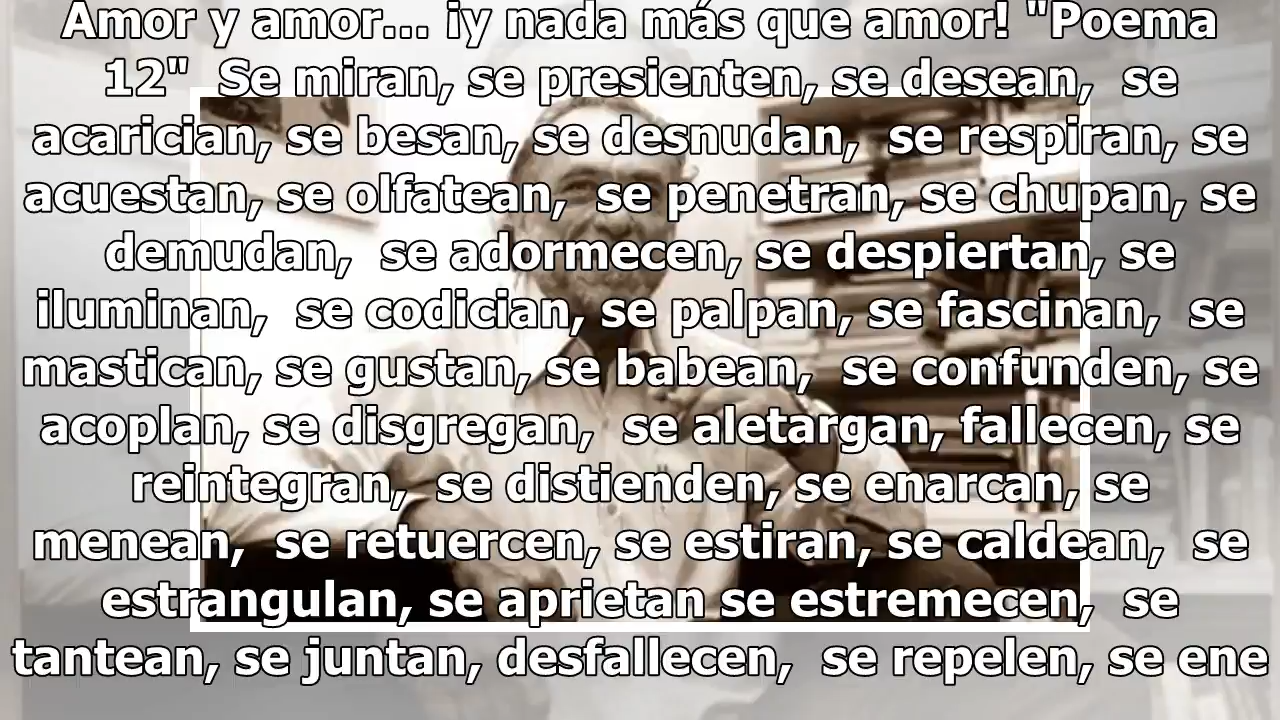 Amor y amor... ¡y nada más que amor! "Poema
12"  Se miran, se presienten, se desean,  se
acarician, se besan, se desnudan,  se respiran, se
acuestan, se olfatean,  se penetran, se chupan, se
demudan,  se adormecen, se despiertan, se
iluminan,  se codician, se palpan, se fascinan,  se
mastican, se gustan, se babean,  se confunden, se
acoplan, se disgregan,  se aletargan, fallecen, se
reintegran,  se distienden, se enarcan, se
menean,  se retuercen, se estiran, se caldean,  se
estrangulan, se aprietan se estremecen,  se
tantean, se juntan, desfallecen,  se repelen, se ene